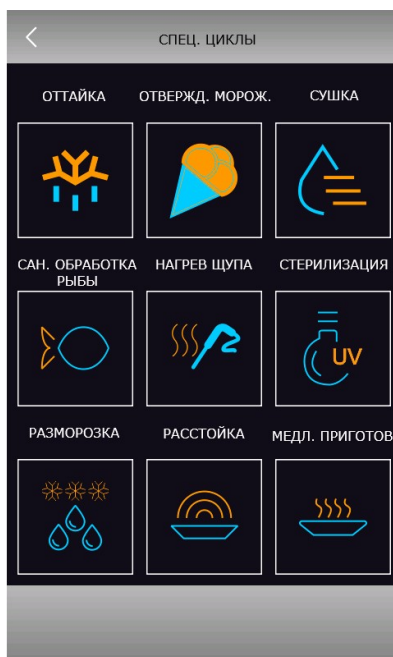 СПЕЦ. ЦИКЛЫ
ОТТАЙКА
ОТВЕРЖД. МОРОЖ.
СУШКА
САН. ОБРАБОТКА
РЫБЫ
НАГРЕВ ЩУПА
СТЕРИЛИЗАЦИЯ
UV
РАЗМОРОЗКА
РАССТОЙКА
МЕДЛ. ПРИГОТОВ